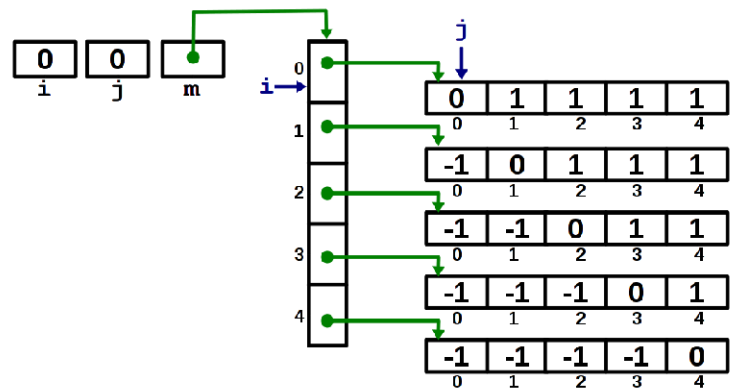 j
0 0
i j m
0
i
0 1 1 1 1
0 1 2 3 4
1
-1 0 1 1 1
0 1 2 3 4
2
-1 -1 0 1 1
0 1 2 3 4
3
-1 -1 -1 0 1
0 1 2 3 4
4
-1 -1 -1 -1 0
0 1 2 3 4